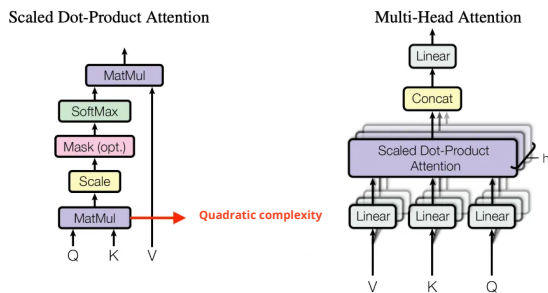 Scaled Dot-Product Attention
MatMul
SoftMax
Mask (opt.)
Scale
MatMul
Quadratic complexity
Q K V
Multi-Head Attention
Linear
Concat
Scaled Dot-Product
Attention
h
Linear Linear Linear
V K Q